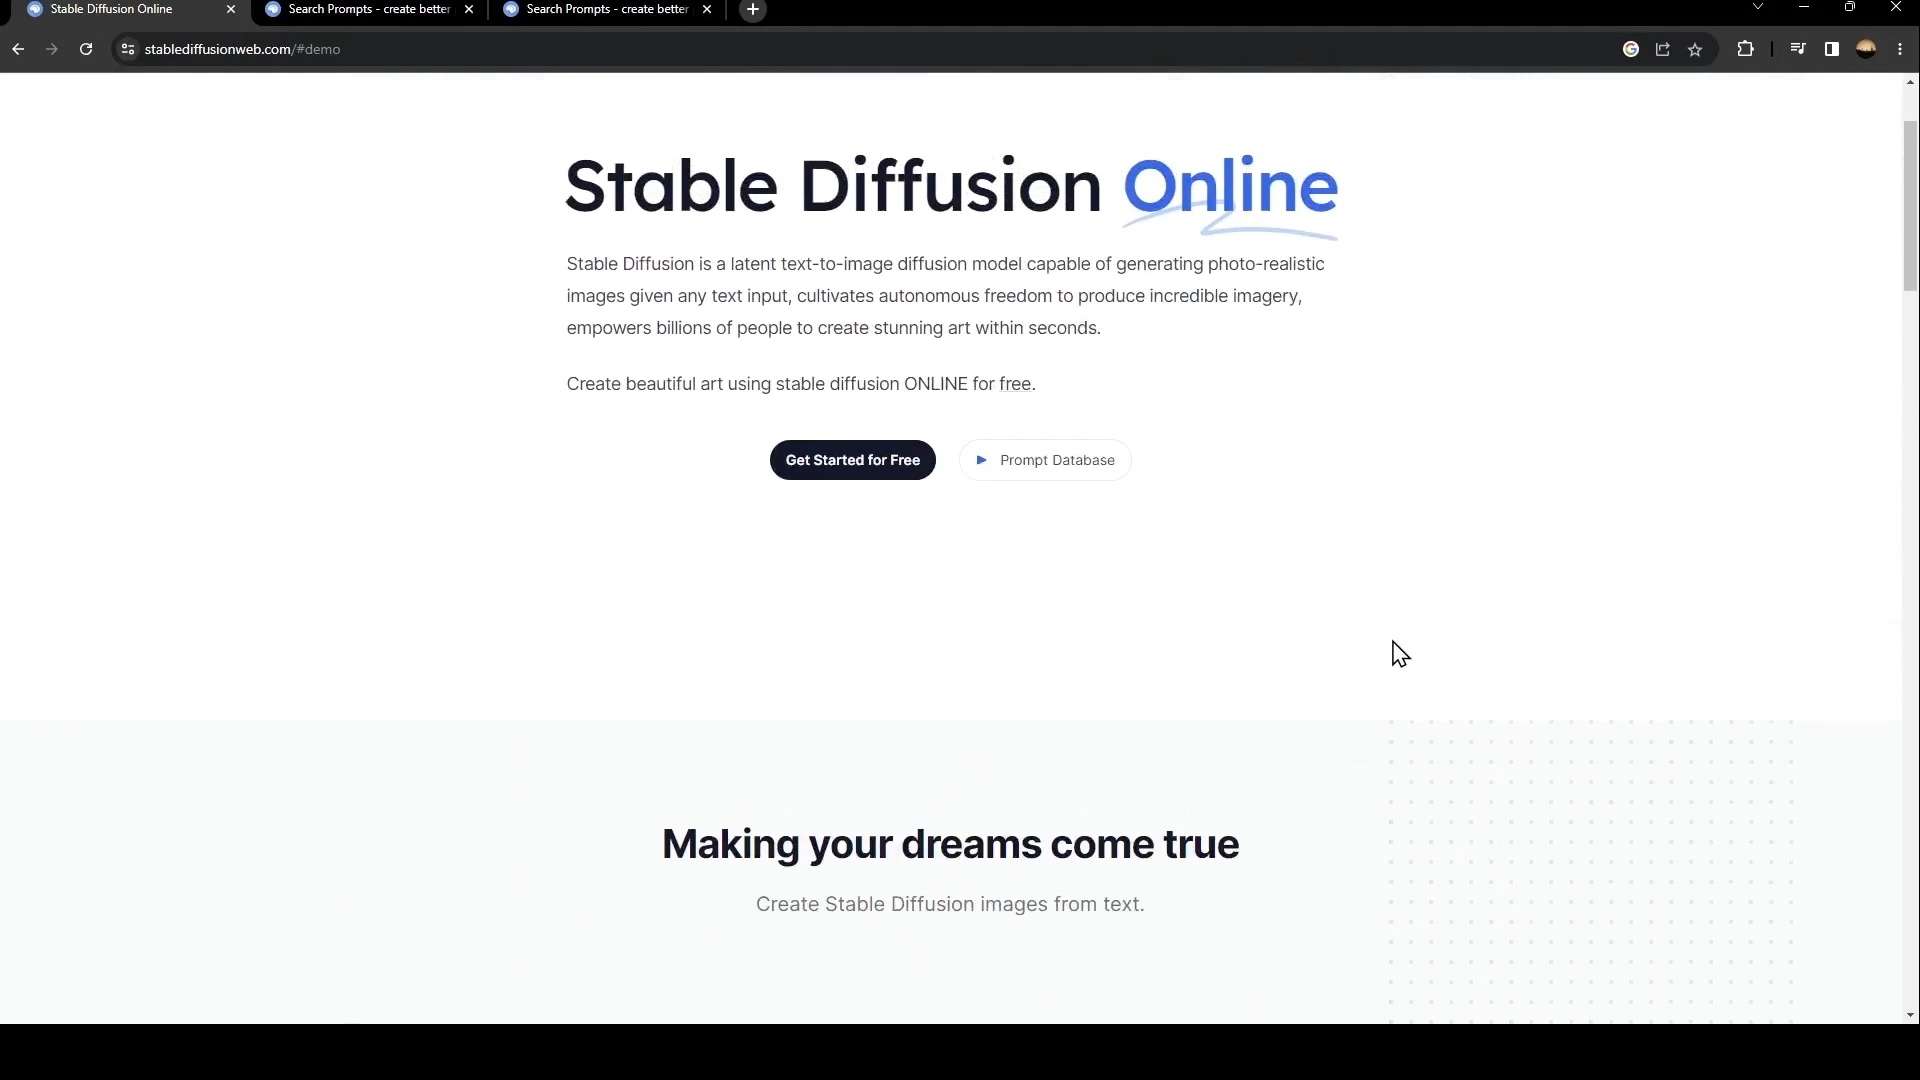 Stable Diffusion Online
Search Prompts - create better
Search Prompts - create better
stablediffusionweb.com/#demo
Stable Diffusion Online
Stable Diffusion is a latent text-to-image diffusion model capable of generating photo-realistic
images given any text input, cultivates autonomous freedom to produce incredible imagery,
empowers billions of people to create stunning art within seconds.
Create beautiful art using stable diffusion ONLINE for free.
Get Started for Free
Prompt Database
Making your dreams come true
Create Stable Diffusion images from text.